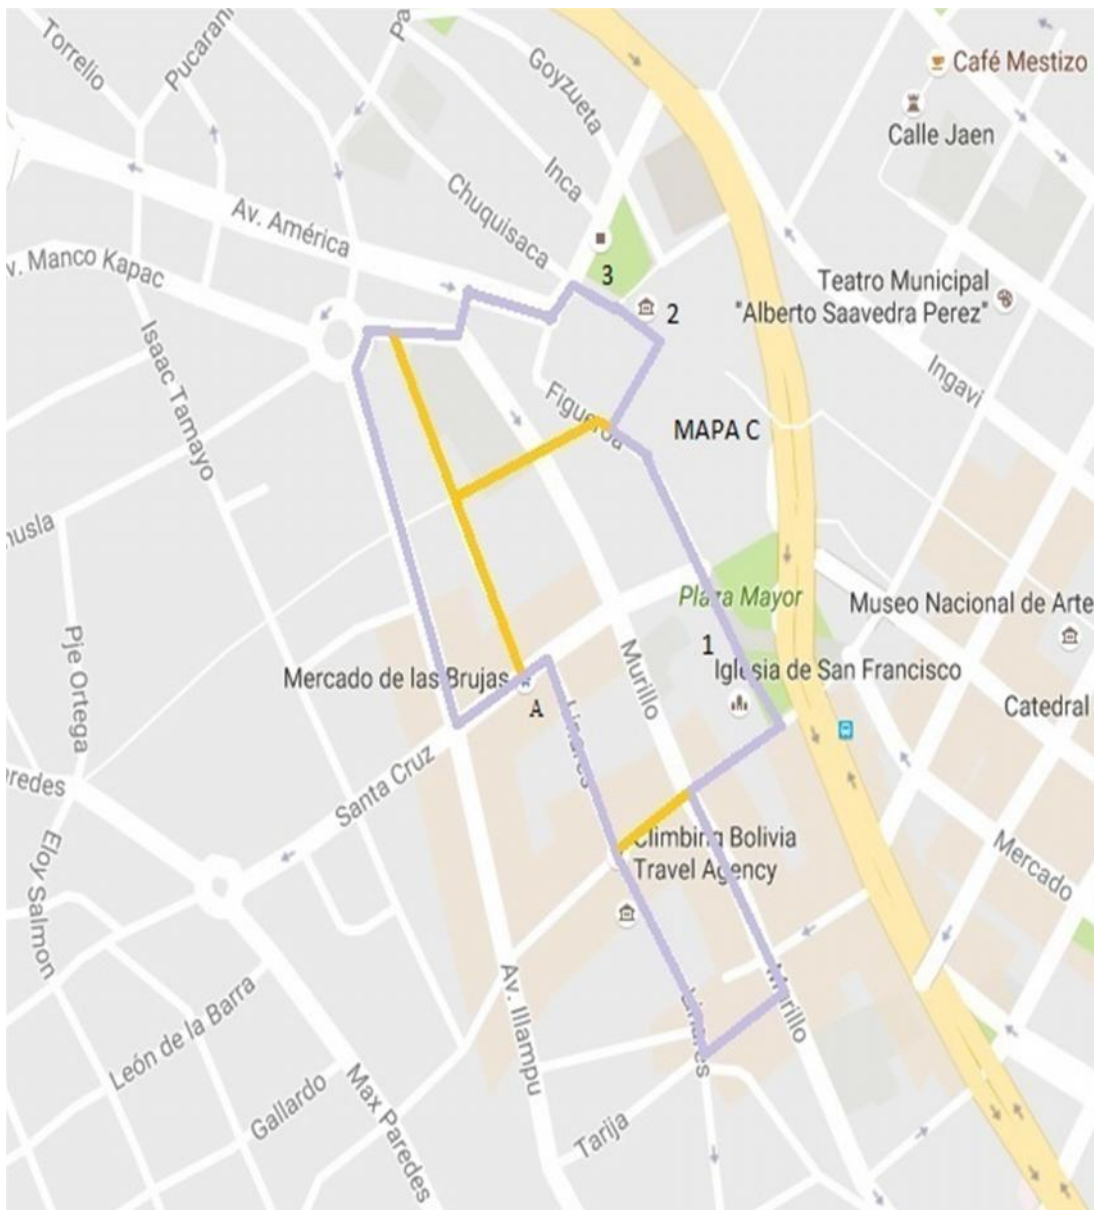 Torrelio
Pucarani
Pa
Goyzueta
Café Mestizo
Calle Jaen
Inca
Chuquisaca
Av. América
v. Manco Kapac
3
2
Teatro Municipal
"Alberto Saavedra Perez"
Isaac Tamayo
Ingavi
Figueroa
MAPA C
nusla
Plaza Mayor
Museo Nacional de Arte
1
Pje Ortega
Mercado de las Brujas
A
Murillo
Iglesia de San Francisco
Catedral
Linares
redes
Santa Cruz
Climbing Bolivia
Travel Agency
Mercado
Eloy Salmon
Av. Illampu
Murillo
Linares
León de la Barra
Gallardo
Max Paredes
Tarija